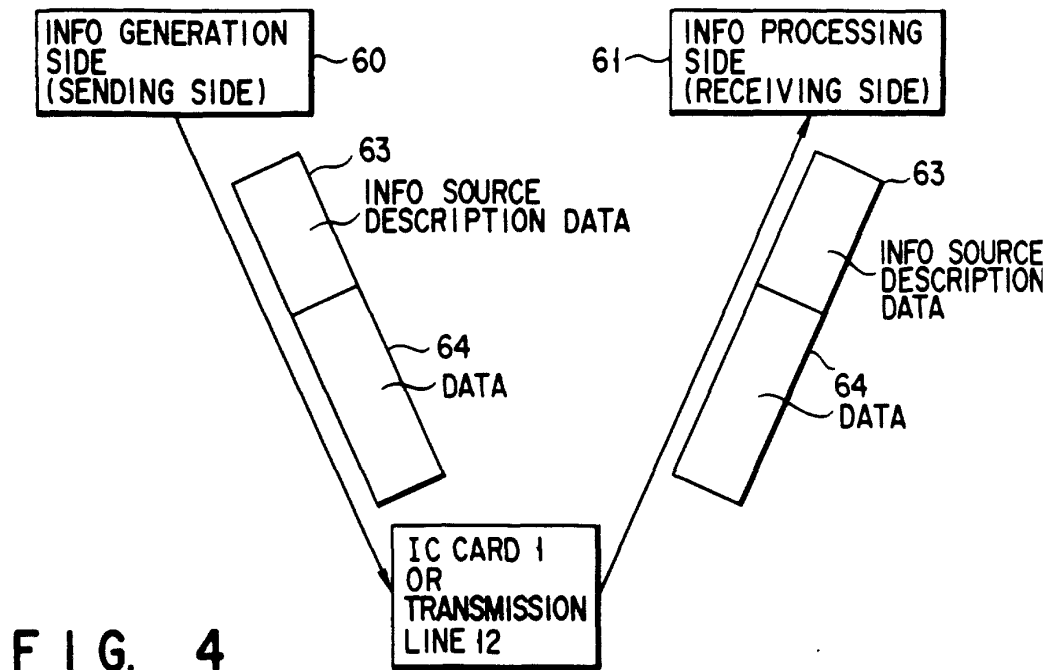 INFO GENERATION
SIDE
(SENDING SIDE)
60
INFO PROCESSING
SIDE
(RECEIVING SIDE)
61
63
INFO SOURCE
DESCRIPTION DATA
64
DATA
63
INFO SOURCE
DESCRIPTION
DATA
64
DATA
IC CARD 1
OR
TRANSMISSION
LINE 12
FIG. 4